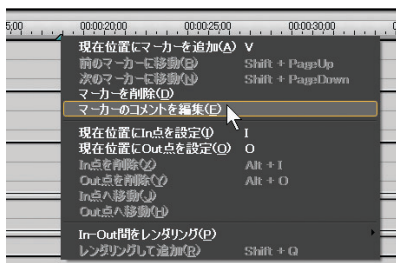 5;00 00:00:20;00 00:00:25;00 00:00:30;00
現在位置にマーカーを追加(A) V
前のマーカーに移動(B) Shift + PageUp
次のマーカーに移動(N) Shift + PageDown
マーカーを削除(D)
マーカーのコメントを編集(E)
現在位置にIn点を設定(I) I
現在位置にOut点を設定(O) O
In点を削除(X) Alt + I
Out点を削除(Y) Alt + O
In点へ移動(J)
Out点へ移動(H)
In-Out間をレンダリング(P)
レンダリングして追加(R) Shift + Q